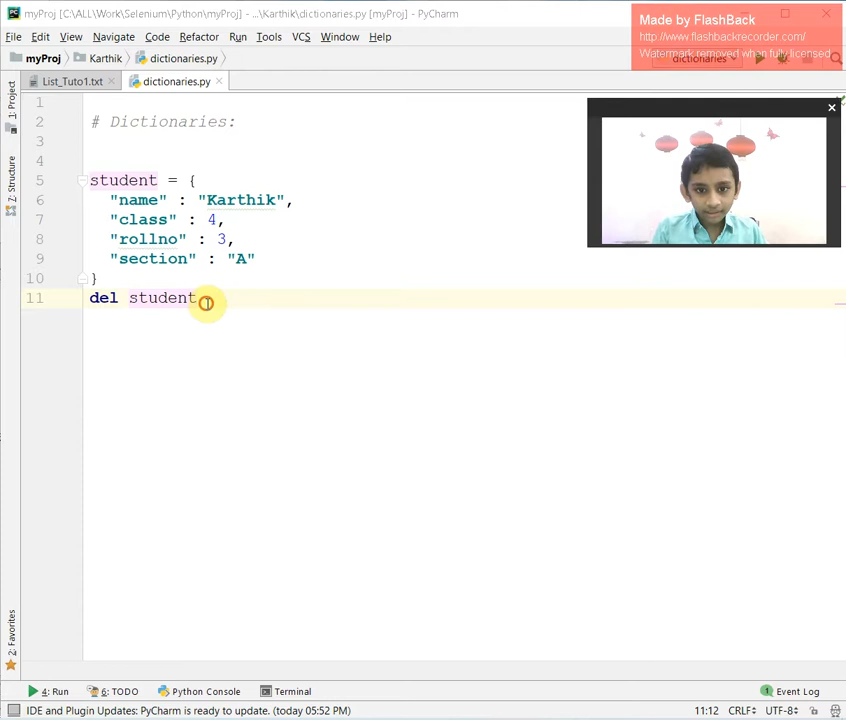 myProj [C:\ALL\Work\Selenium\Python\myProj] - ...\Karthik\dictionaries.py [myProj] - PyCharm
Made by FlashBack
http://www.flashbackrecorder.com/
Watermark removed when fully licensed
File Edit View Navigate Code Refactor Run Tools VCS Window Help
myProj Karthik dictionaries.py
dictionaries
List_Tuto1.txt dictionaries.py
1: Project
7: Structure
2: Favorites
1
2 # Dictionaries:
3
4
5 student = {
6 "name" : "Karthik",
7 "class" : 4,
8 "rollno" : 3,
9 "section" : "A"
10 }
11 del student
4: Run 6: TODO Python Console Terminal 1 Event Log
IDE and Plugin Updates: PyCharm is ready to update. (today 05:52 PM) 11:12 CRLF UTF-8